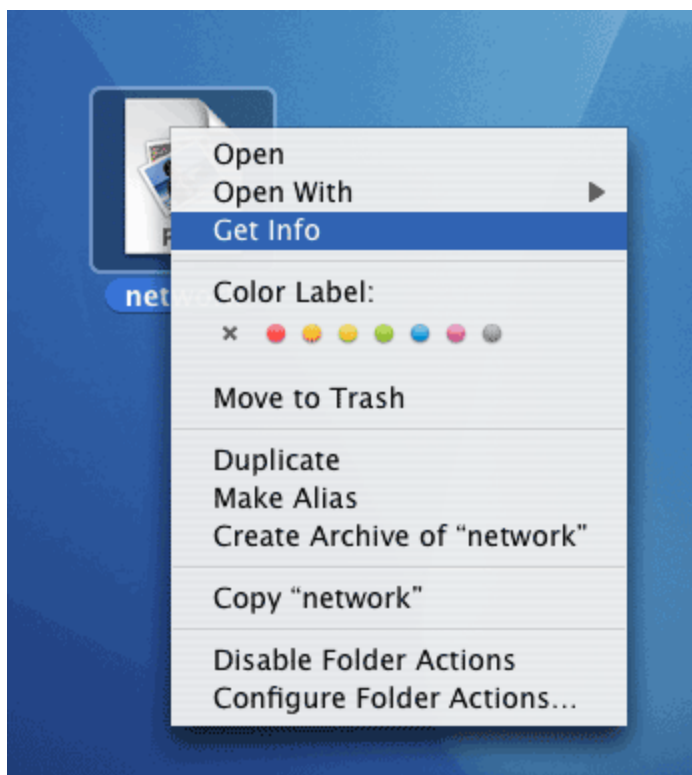 Open
Open With
Get Info
net
Color Label:
Move to Trash
Duplicate
Make Alias
Create Archive of “network”
Copy “network”
Disable Folder Actions
Configure Folder Actions...